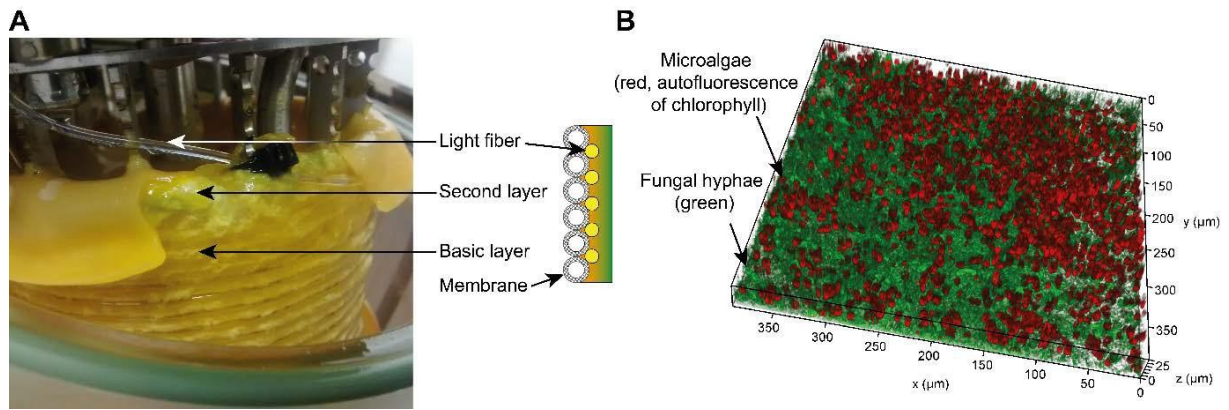 A
Light fiber
Second layer
Basic layer
Membrane
B
Microalgae
(red, autofluorescence
of chlorophyll)
Fungal hyphae
(green)
0
50
100
150
200
250
300
350
y (µm)
350
300
250
200
150
100
50
0
x (µm)
25
0
z (µm)